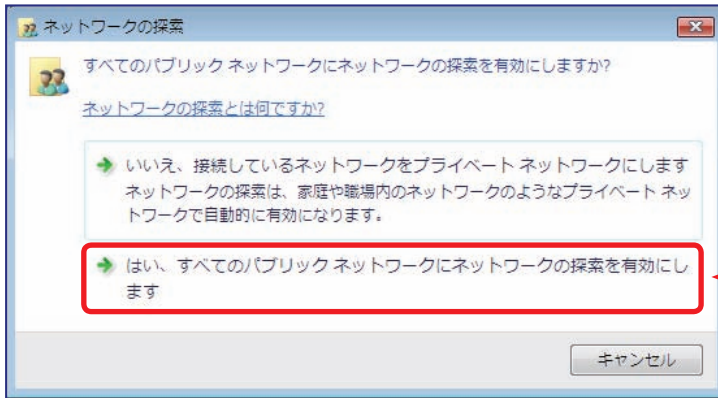 ネットワークの探索
すべてのパブリック ネットワークにネットワークの探索を有効にしますか?
ネットワークの探索とは何ですか?
いいえ、接続しているネットワークをプライベート ネットワークにします
ネットワークの探索は、家庭や職場内のネットワークのようなプライベート ネッ
トワークで自動的に有効になります。
はい、すべてのパブリック ネットワークにネットワークの探索を有効にし
ます
キャンセル